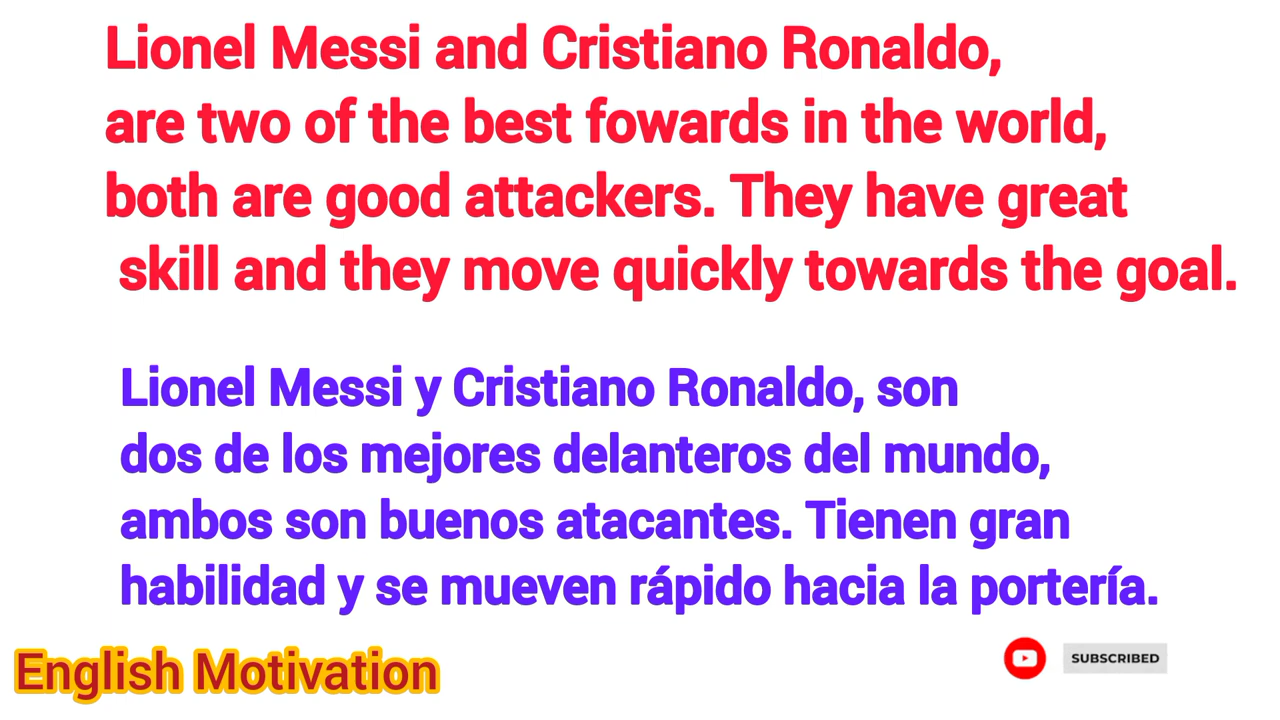 Lionel Messi and Cristiano Ronaldo,
are two of the best fowards in the world,
both are good attackers. They have great
skill and they move quickly towards the goal.
Lionel Messi y Cristiano Ronaldo, son
dos de los mejores delanteros del mundo,
ambos son buenos atacantes. Tienen gran
habilidad y se mueven rápido hacia la portería.
English Motivation
SUBSCRIBED